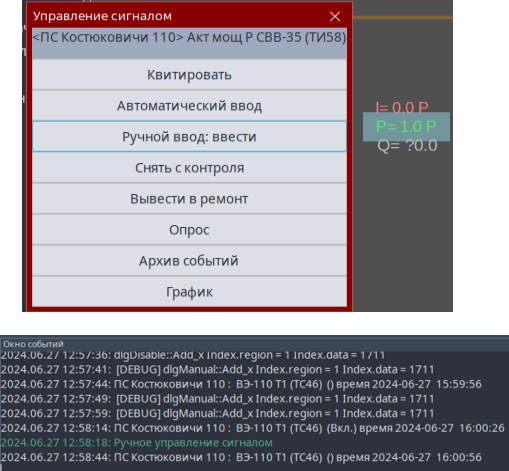 Управление сигналом
<ПС Костюковичи 110> Акт мощ P СВВ-35 (ТИ58)
Квитировать
Автоматический ввод
Ручной ввод: ввести
Снять с контроля
Вывести в ремонт
Опрос
Архив событий
График
I= 0.0 Р
P= 1.0 Р
Q= ?0.0
Окно событий
2024.06.27 12:57:36: dlgDisable::Add_x Index.region = 1 Index.data = 1711
2024.06.27 12:57:41: [DEBUG] dlgManual::Add_x Index.region = 1 Index.data = 1711
2024.06.27 12:57:44: ПС Костюковичи 110 : ВЭ-110 Т1 (ТС46) () время 2024-06-27 15:59:56
2024.06.27 12:57:49: [DEBUG] dlgManual::Add_x Index.region = 1 Index.data = 1711
2024.06.27 12:57:59: [DEBUG] dlgManual::Add_x Index.region = 1 Index.data = 1711
2024.06.27 12:58:14: ПС Костюковичи 110 : ВЭ-110 Т1 (ТС46) (Вкл.) время 2024-06-27 16:00:26
2024.06.27 12:58:18: Ручное управление сигналом
2024.06.27 12:58:44: ПС Костюковичи 110 : ВЭ-110 Т1 (ТС46) () время 2024-06-27 16:00:56